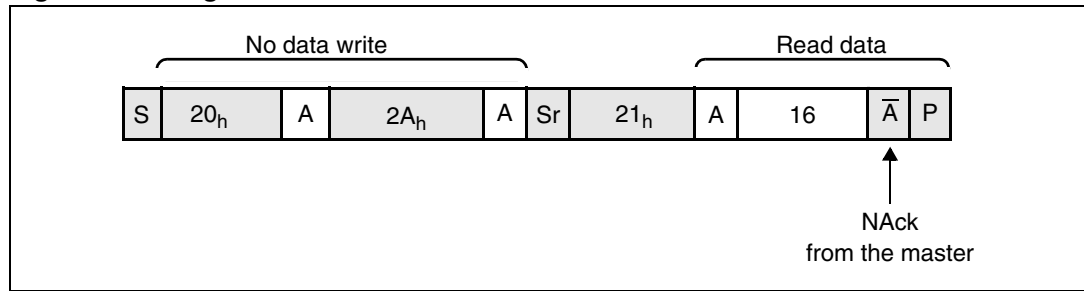 No data write Read data
S 20h A 2Ah A Sr 21h A 16 A̅ P
NAck
from the master